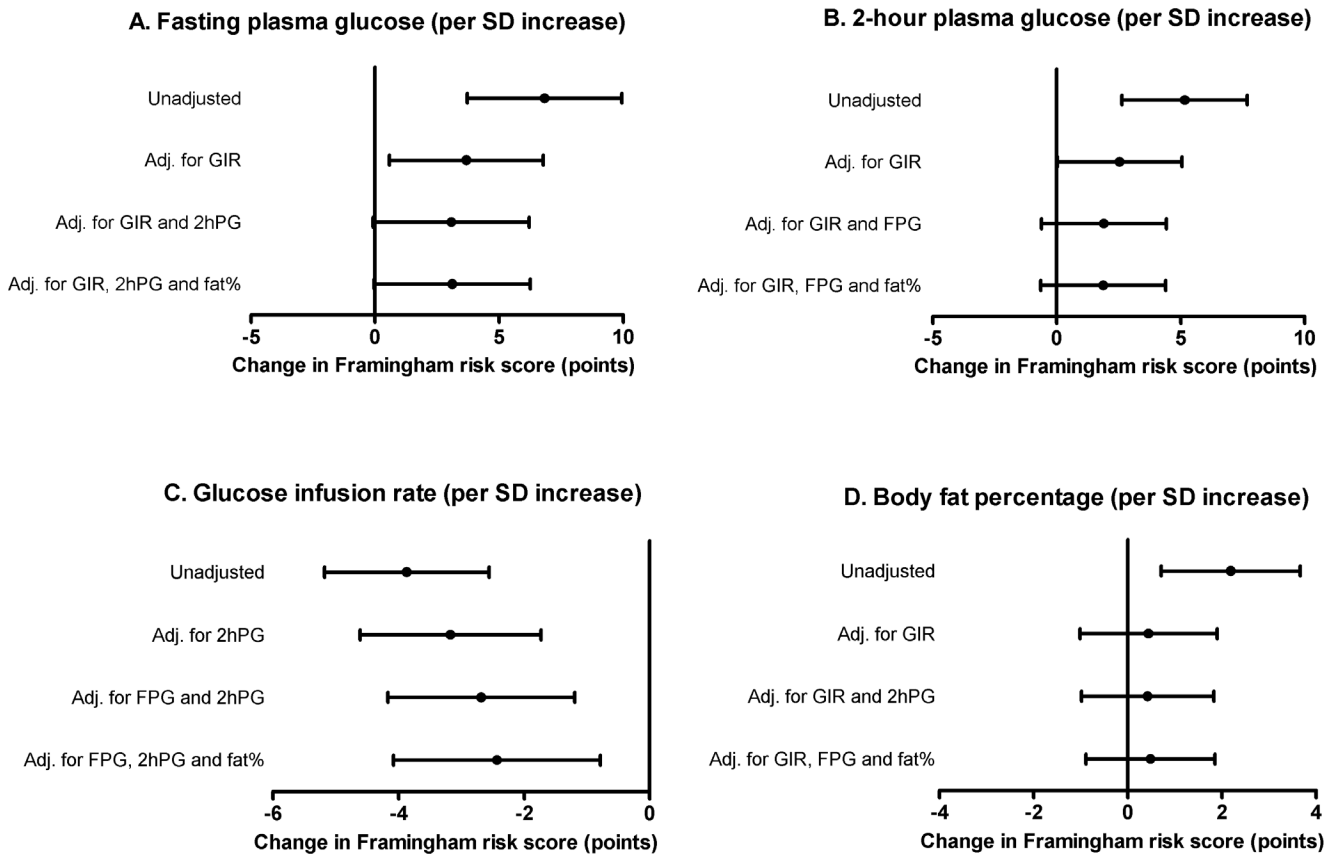 A. Fasting plasma glucose (per SD increase)
Unadjusted
Adj. for GIR
Adj. for GIR and 2hPG
Adj. for GIR, 2hPG and fat%
-5 0 5 10
Change in Framingham risk score (points)
B. 2-hour plasma glucose (per SD increase)
Unadjusted
Adj. for GIR
Adj. for GIR and FPG
Adj. for GIR, FPG and fat%
-5 0 5 10
Change in Framingham risk score (points)
C. Glucose infusion rate (per SD increase)
Unadjusted
Adj. for 2hPG
Adj. for FPG and 2hPG
Adj. for FPG, 2hPG and fat%
-6 -4 -2 0
Change in Framingham risk score (points)
D. Body fat percentage (per SD increase)
Unadjusted
Adj. for GIR
Adj. for GIR and 2hPG
Adj. for GIR, FPG and fat%
-4 -2 0 2 4
Change in Framingham risk score (points)